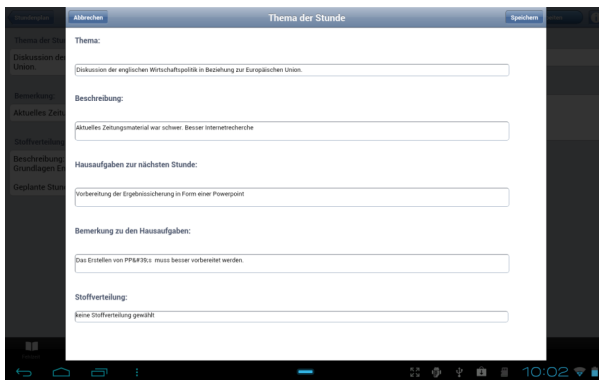 Stundenplan
Abbrechen
Thema der Stunde
Speichern
Thema der Stu
Thema:
Diskussion de
Union.
Diskussion der englischen Wirtschaftspolitik in Beziehung zur Europäischen Union.
Bemerkung
Beschreibung:
Aktuelles Zeit
Aktuelles Zeitungsmaterial war schwer. Besser Internetrecherche
Stoffverteilung
Hausaufgaben zur nächsten Stunde:
Beschreibung
Grundlagen En
Geplante Stun
Vorbereitung der Ergebnissicherung in Form einer Powerpoint
Bemerkung zu den Hausaufgaben:
Das Erstellen von PP&#39;s muss besser vorbereitet werden.
Stoffverteilung:
keine Stoffverteilung gewählt
10:02